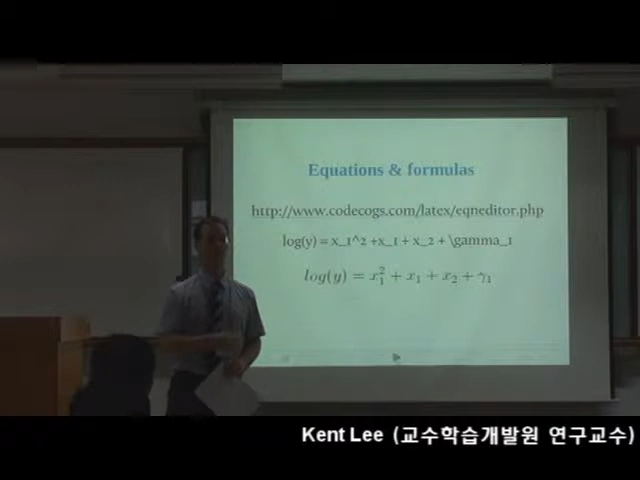 Equations & formulas
http://www.codecogs.com/latex/eqneditor.php
log(y) = x_1^2 +x_1 + x_2 + \gamma_1
log(y) = x₁² + x₁ + x₂ + γ₁
Kent Lee (교수학습개발원 연구교수)